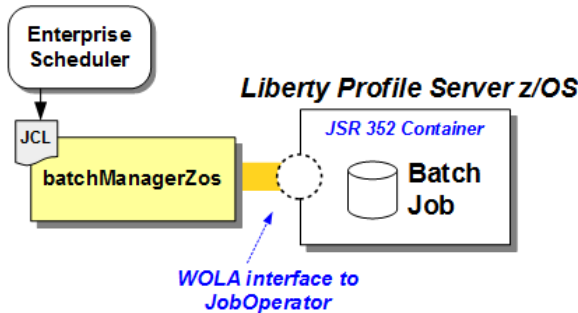 Enterprise
Scheduler
Liberty Profile Server z/OS
JCL
JSR 352 Container
batchManagerZos
Batch
Job
WOLA interface to
JobOperator